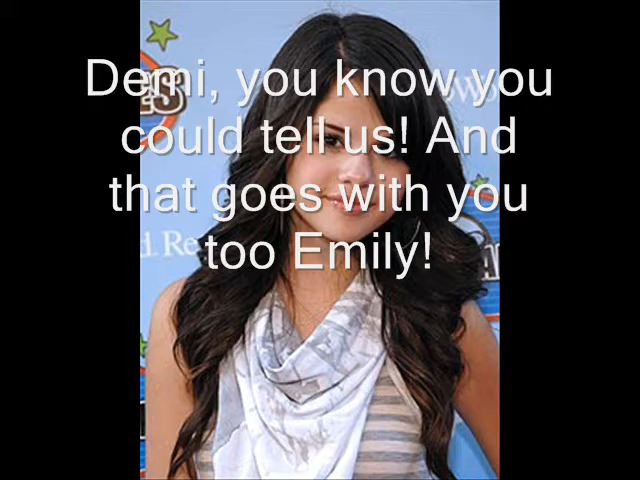 Demi, you know you
could tell us! And
that goes with you
too Emily!